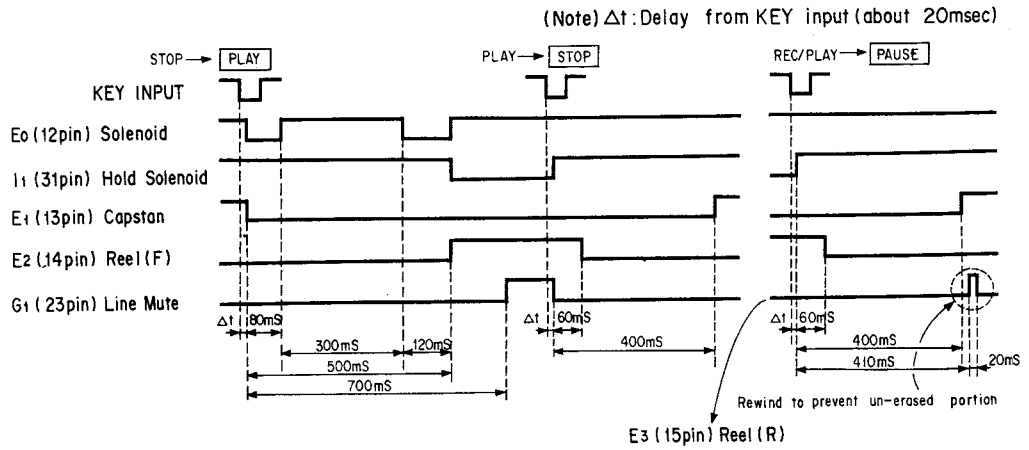 (Note) Δt : Delay from KEY input (about 20msec)
STOP → PLAY
PLAY → STOP
REC/PLAY → PAUSE
KEY INPUT
E0 (12pin) Solenoid
I1 (31pin) Hold Solenoid
E1 (13pin) Capstan
E2 (14pin) Reel (F)
G1 (23pin) Line Mute
Δt 80mS
Δt 60mS
Δt 60mS
300mS 120mS
400mS
400mS
500mS
410mS
20mS
700mS
Rewind to prevent un-erased portion
E3 (15pin) Reel (R)